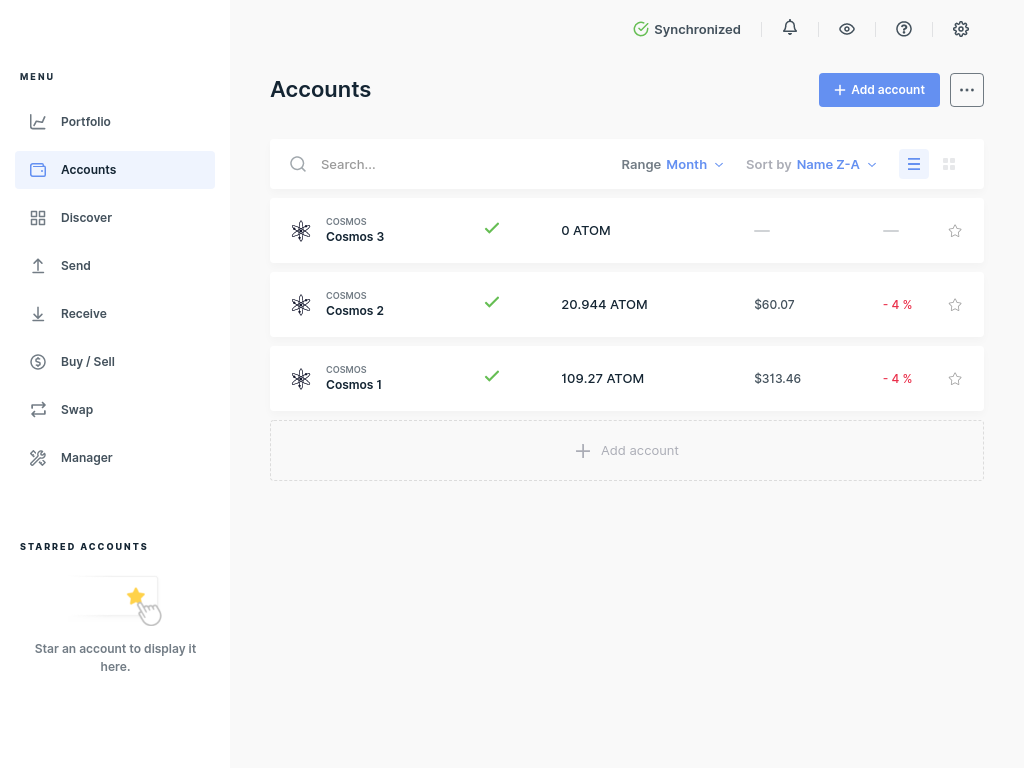 Synchronized
MENU
Portfolio
Accounts
Discover
Send
Receive
Buy / Sell
Swap
Manager
STARRED ACCOUNTS
Star an account to display it
here.
Accounts
Add account
Search...
Range Month
Sort by Name Z-A
COSMOS
Cosmos 3
0 ATOM
—
—
COSMOS
Cosmos 2
20.944 ATOM
$60.07
- 4 %
COSMOS
Cosmos 1
109.27 ATOM
$313.46
- 4 %
Add account